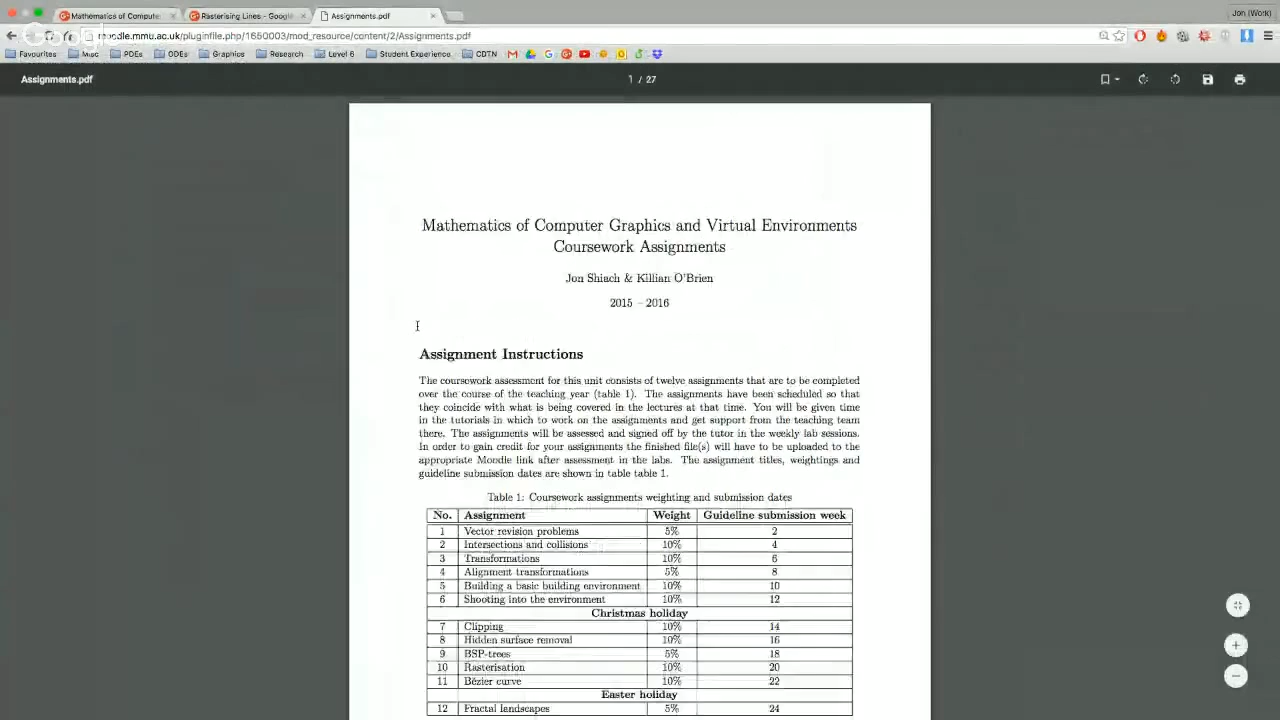 Mathematics of Compute
Rasterising Lines - Google
Assignments.pdf
Jon (Work)
moodle.mmu.ac.uk/pluginfile.php/1650003/mod_resource/content/2/Assignments.pdf
Favourites Misc PDEs ODEs Graphics Research Level 6 Student Experience CDTN
Assignments.pdf
1 / 27
Mathematics of Computer Graphics and Virtual Environments
Coursework Assignments
Jon Shiach & Killian O'Brien
2015 – 2016
Assignment Instructions
The coursework assessment for this unit consists of twelve assignments that are to be completed
over the course of the teaching year (table 1). The assignments have been scheduled so that
they coincide with what is being covered in the lectures at that time. You will be given time
in the tutorials in which to work on the assignments and get support from the teaching team
there. The assignments will be assessed and signed off by the tutor in the weekly lab sessions.
In order to gain credit for your assignments the finished file(s) will have to be uploaded to the
appropriate Moodle link after assessment in the labs. The assignment titles, weightings and
guideline submission dates are shown in table table 1.
Table 1: Coursework assignments weighting and submission dates
No. Assignment Weight Guideline submission week
1 Vector revision problems 5% 2
2 Intersections and collisions 10% 4
3 Transformations 10% 6
4 Alignment transformations 5% 8
5 Building a basic building environment 10% 10
6 Shooting into the environment 10% 12
Christmas holiday
7 Clipping 10% 14
8 Hidden surface removal 10% 16
9 BSP-trees 5% 18
10 Rasterisation 10% 20
11 Bézier curve 10% 22
Easter holiday
12 Fractal landscapes 5% 24